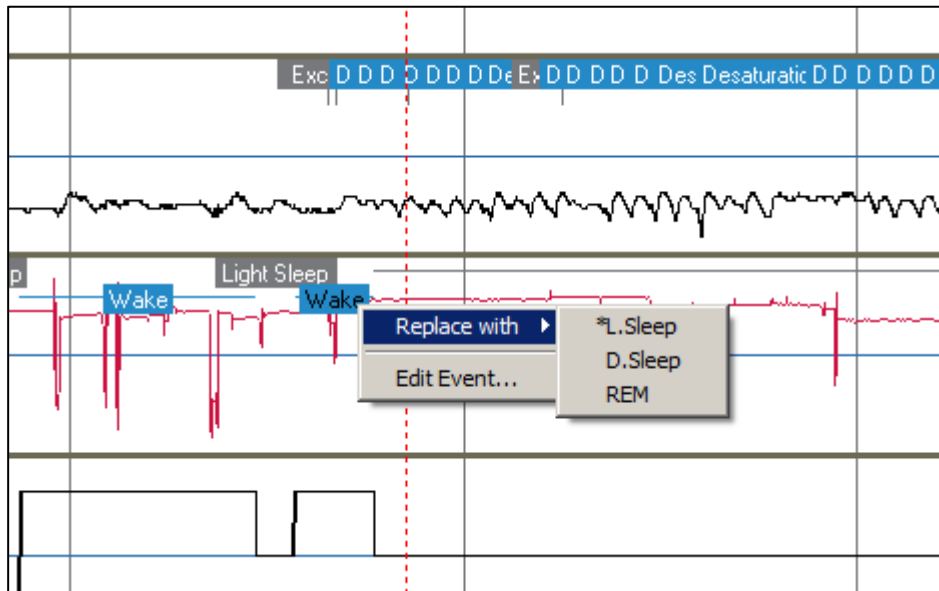 Exc D D D D D D D De Ex D D D D D Des Desaturatic D D D D D D
p Light Sleep
Wake Wake
Replace with *L.Sleep
D.Sleep
Edit Event...
REM